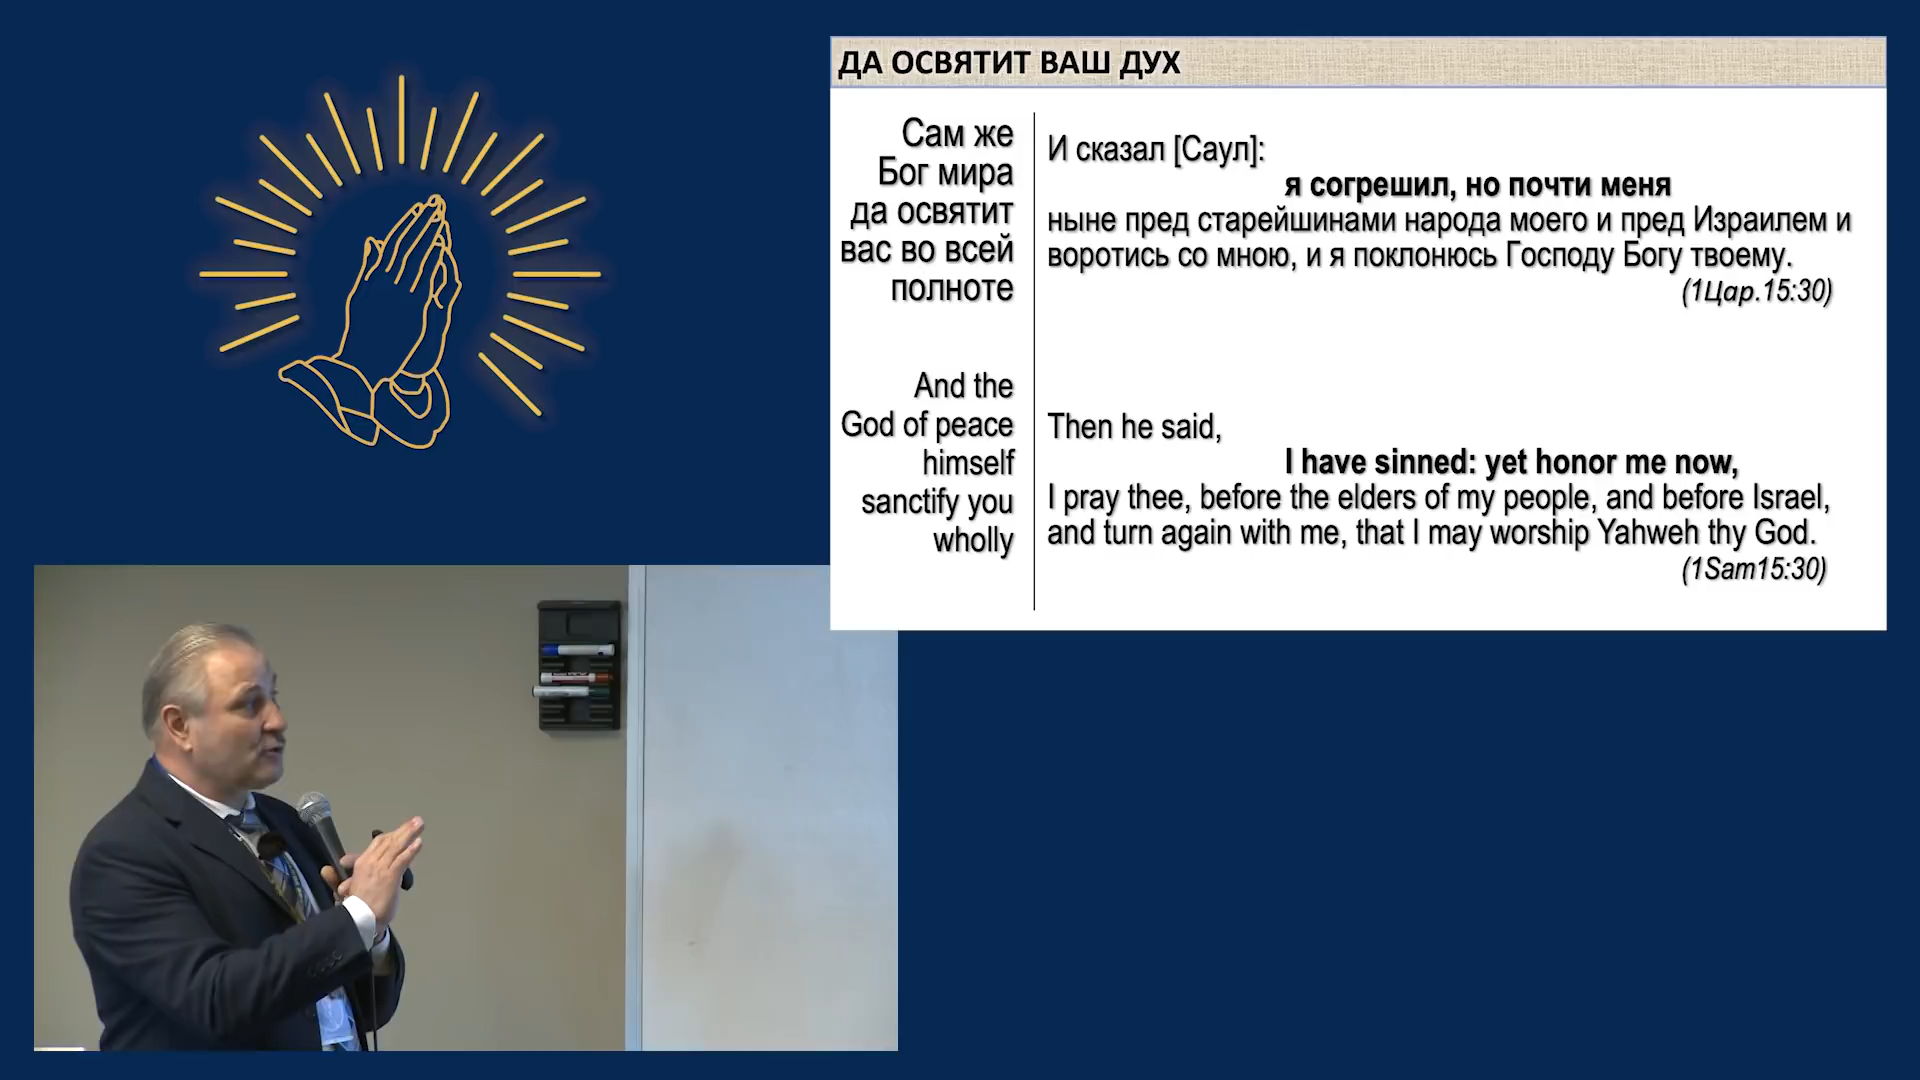 ДА ОСВЯТИТ ВАШ ДУХ
Сам же
Бог мира
да освятит
вас во всей
полноте
And the
God of peace
himself
sanctify you
wholly
И сказал [Саул]:
я согрешил, но почти меня
ныне пред старейшинами народа моего и пред Израилем и
воротись со мною, и я поклонюсь Господу Богу твоему.
(1Цар.15:30)
Then he said,
I have sinned: yet honor me now,
I pray thee, before the elders of my people, and before Israel,
and turn again with me, that I may worship Yahweh thy God.
(1Sam15:30)